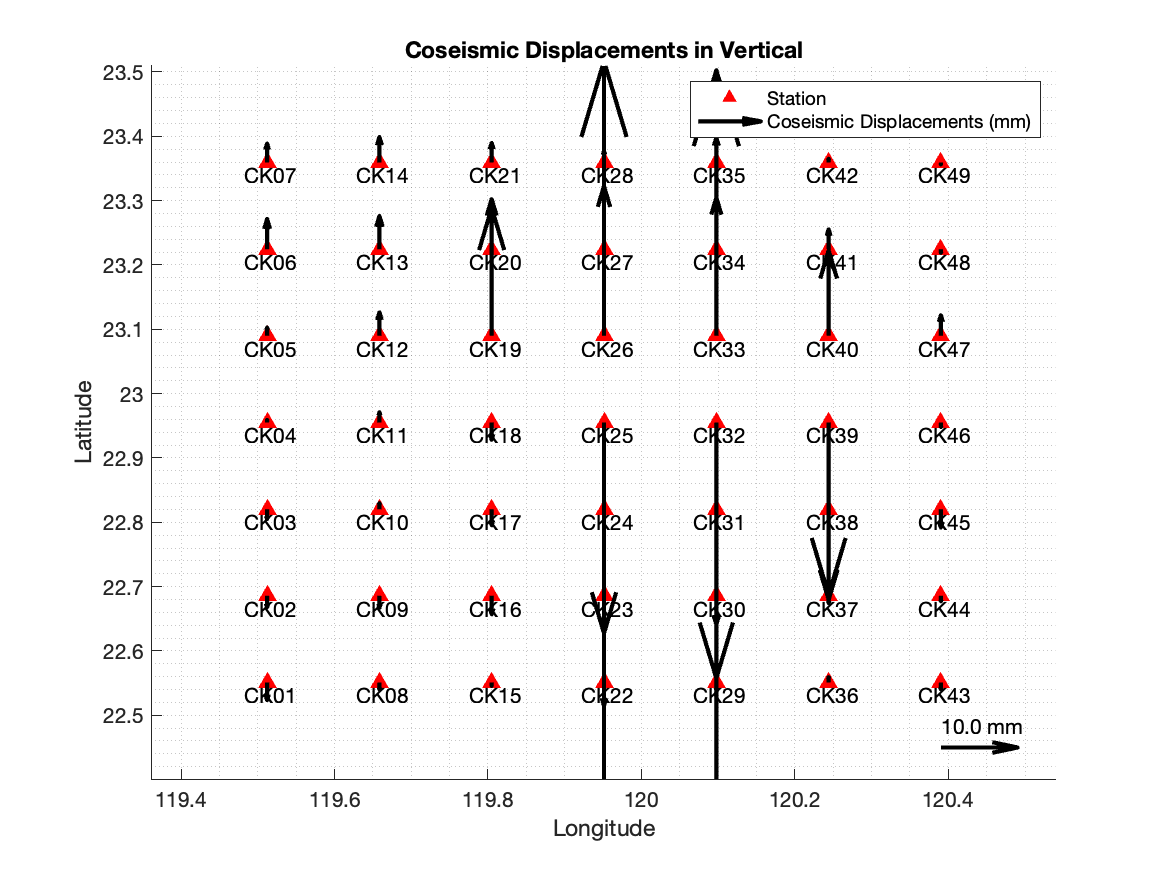 Coseismic Displacements in Vertical
23.5
Station
Coseismic Displacements (mm)
23.4
CK07 CK14 CK21 CK28 CK35 CK42 CK49
23.3
CK06 CK13 CK20 CK27 CK34 CK41 CK48
23.2
23.1
CK05 CK12 CK19 CK26 CK33 CK40 CK47
23
CK04 CK11 CK18 CK25 CK32 CK39 CK46
22.9
22.8
CK03 CK10 CK17 CK24 CK31 CK38 CK45
22.7
CK02 CK09 CK16 CK23 CK30 CK37 CK44
22.6
CK01 CK08 CK15 CK22 CK29 CK36 CK43
22.5
10.0 mm
119.4 119.6 119.8 120 120.2 120.4
Longitude
Latitude